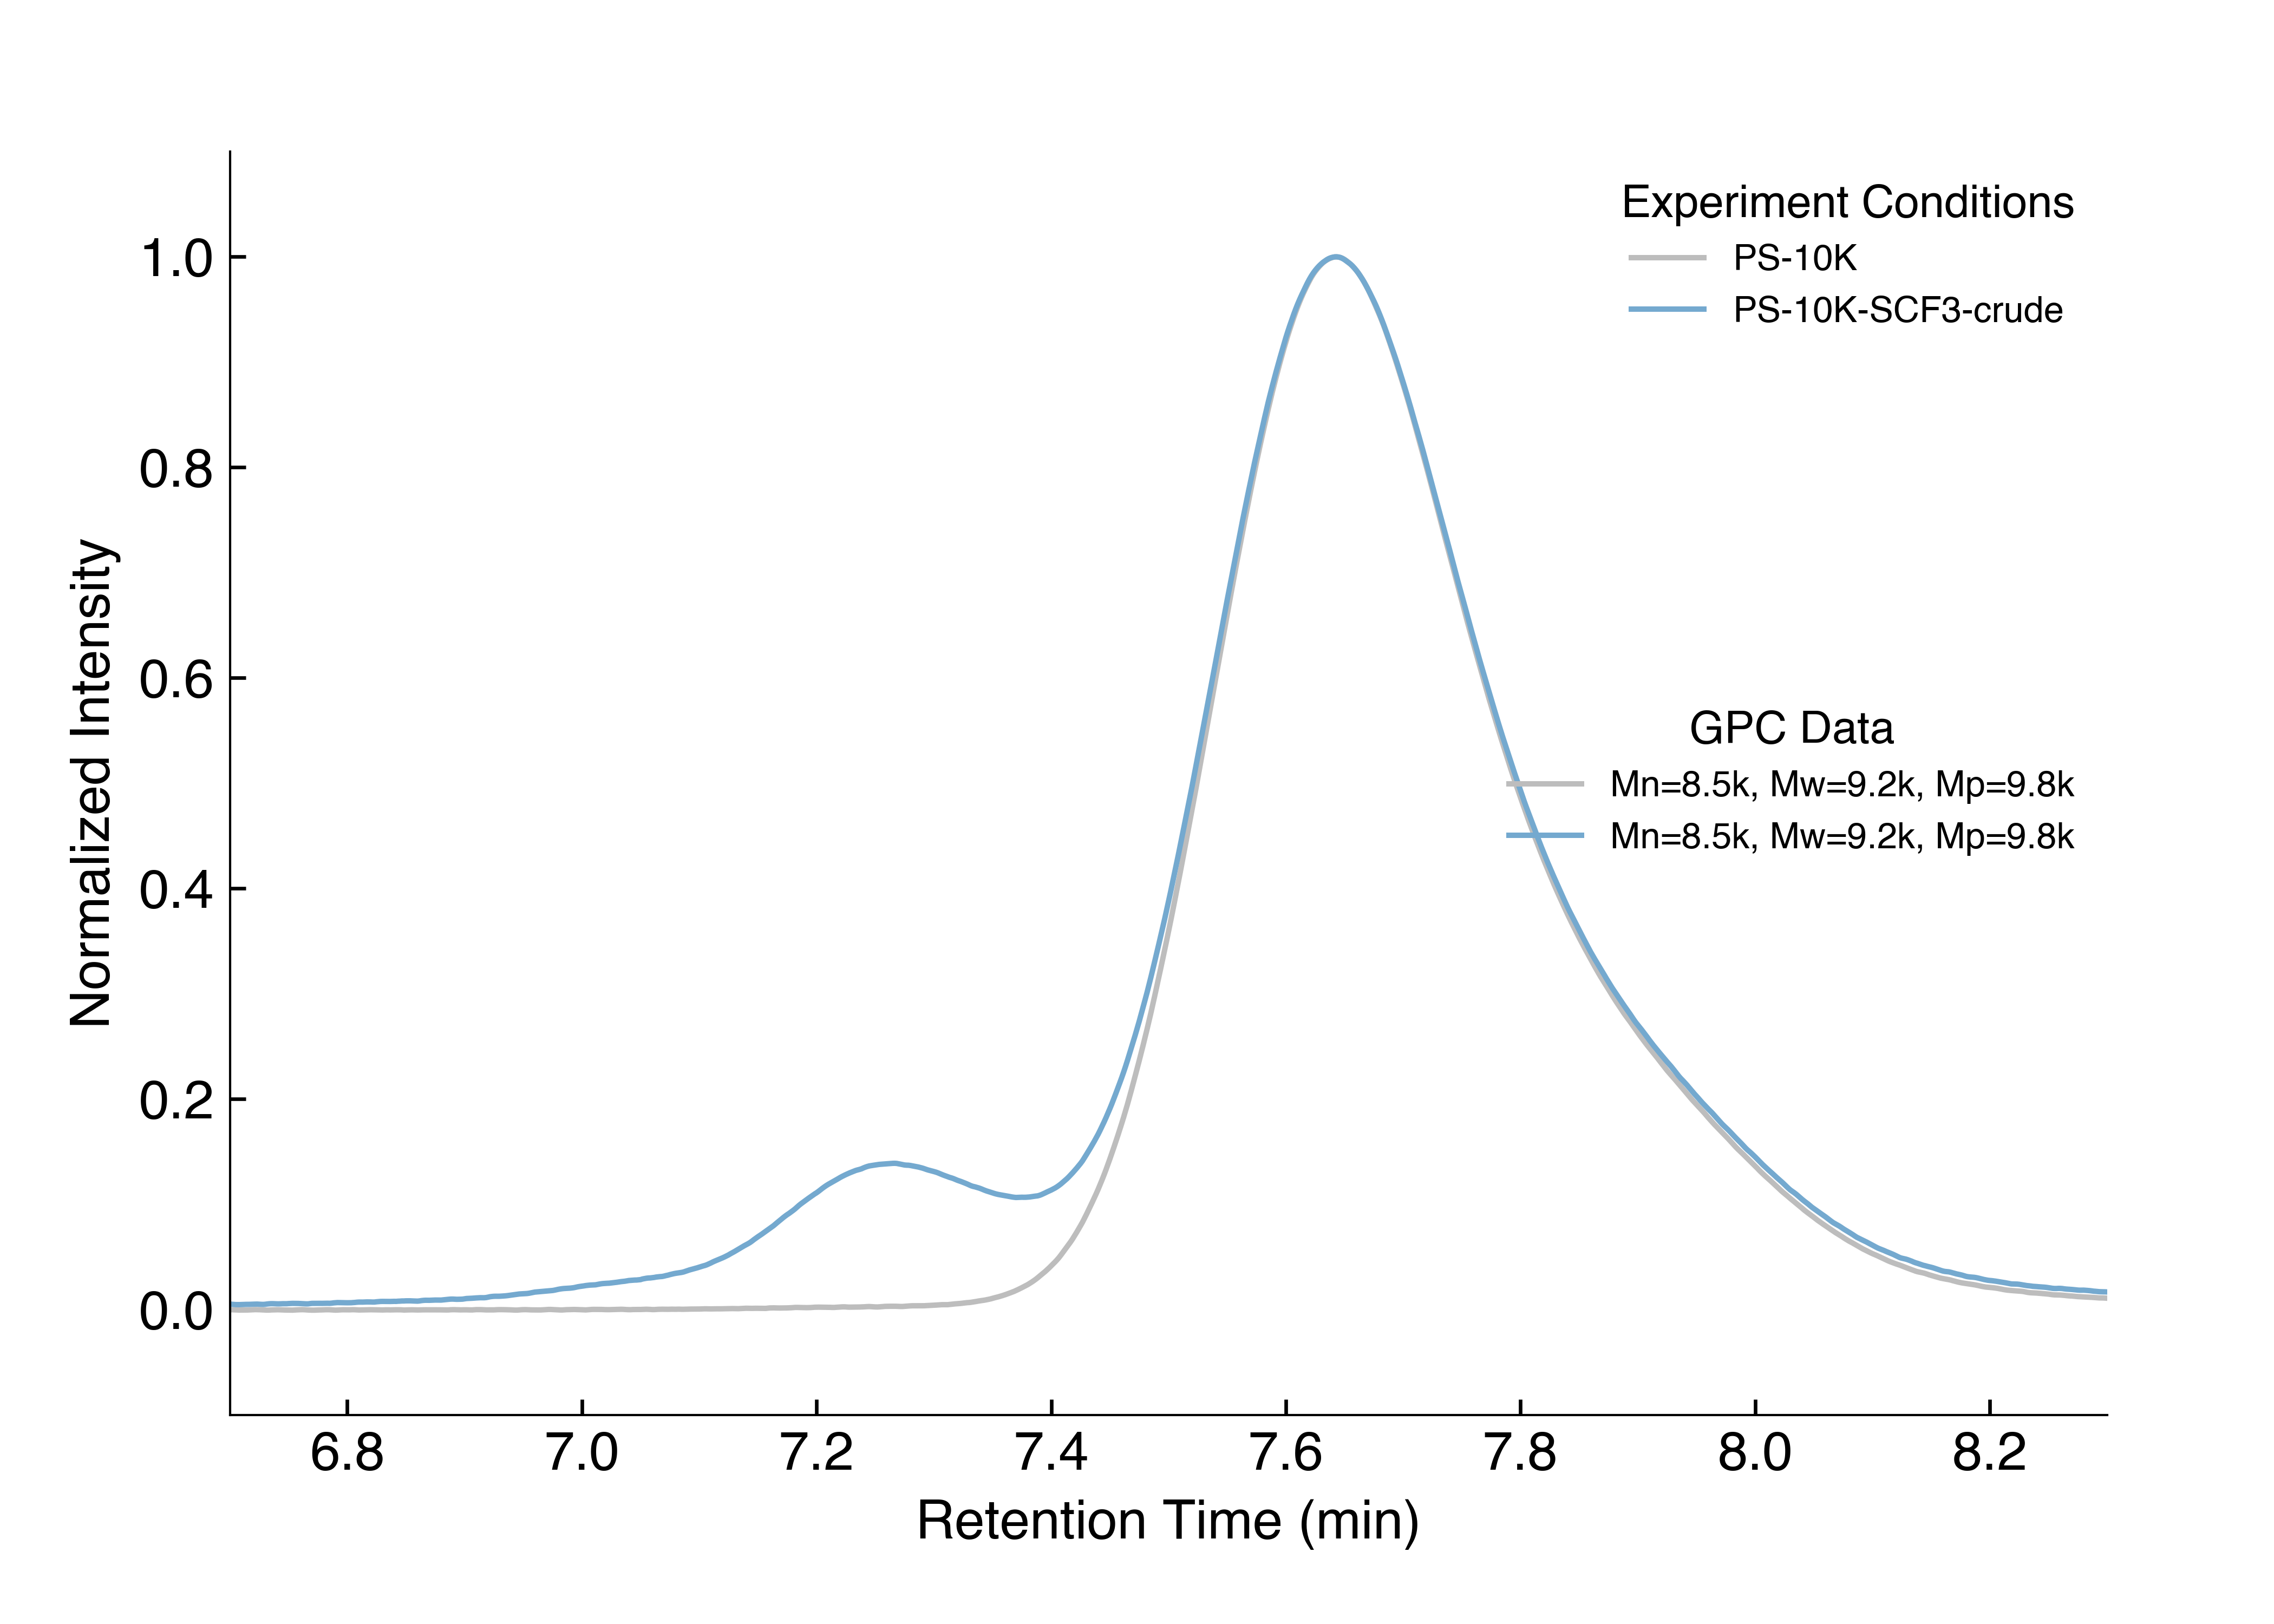 Experiment Conditions
PS-10K
PS-10K-SCF3-crude
GPC Data
Mn=8.5k, Mw=9.2k, Mp=9.8k
Mn=8.5k, Mw=9.2k, Mp=9.8k
Normalized Intensity
1.0
0.8
0.6
0.4
0.2
0.0
6.8 7.0 7.2 7.4 7.6 7.8 8.0 8.2
Retention Time (min)